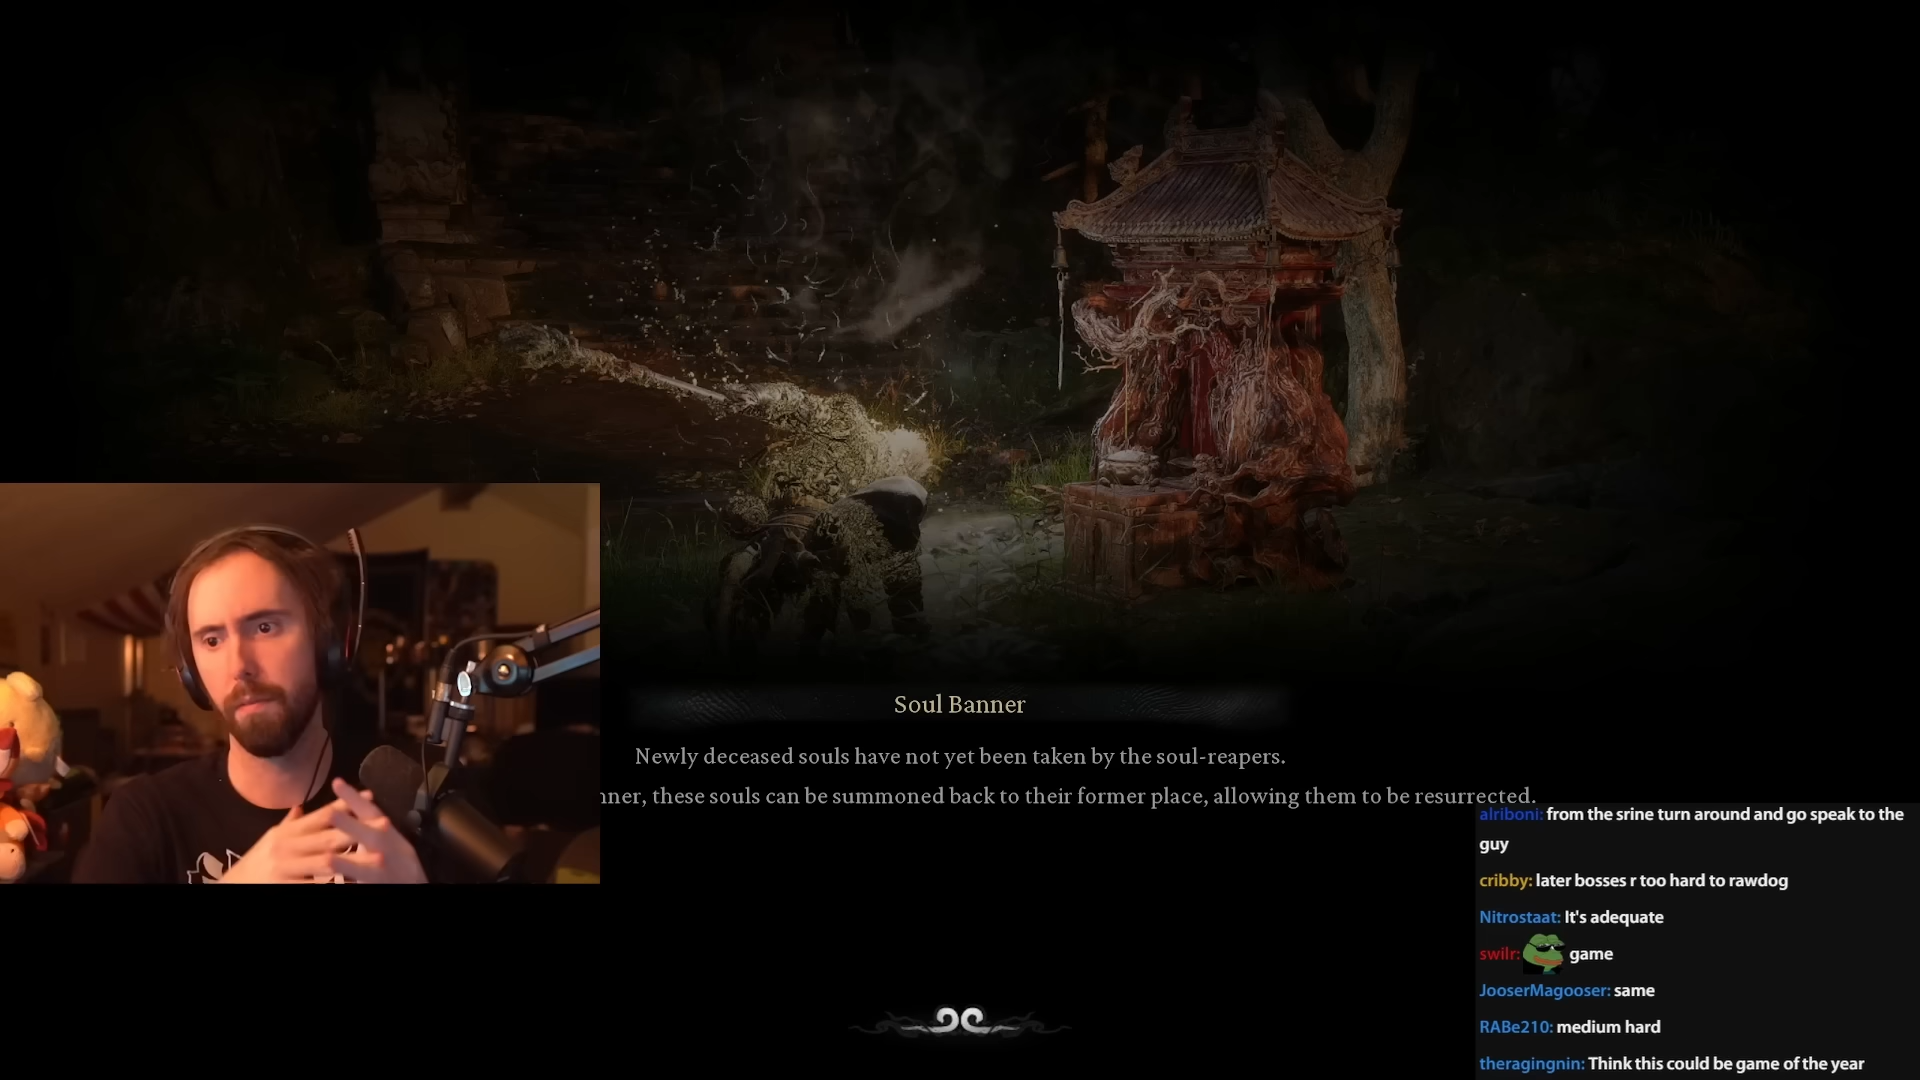 Soul Banner
Newly deceased souls have not yet been taken by the soul-reapers.
these souls can be summoned back to their former place, allowing them to be resurrected.
alriboni: from the srine turn around and go speak to the
guy
cribby: later bosses r too hard to rawdog
Nitrostaat: It's adequate
swilr: game
JooserMagooser: same
RABe210: medium hard
theragingnin: Think this could be game of the year